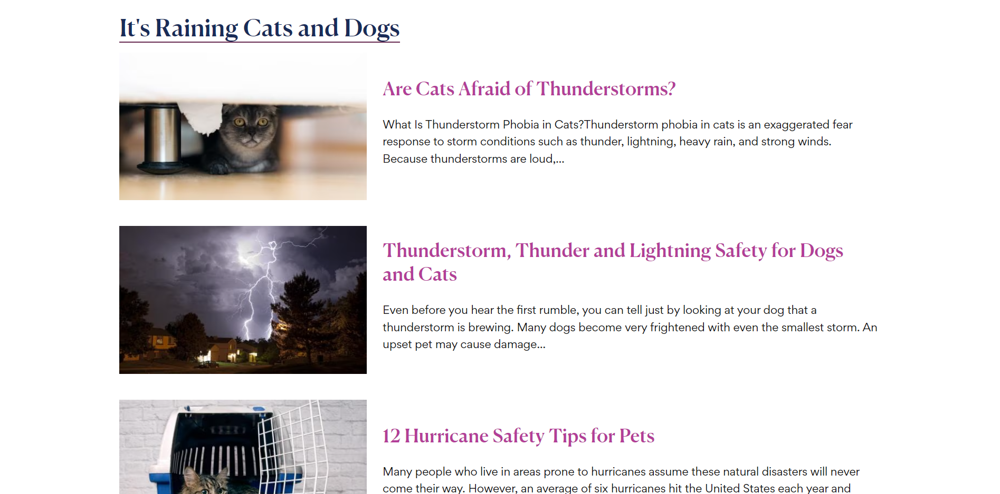 It's Raining Cats and Dogs
Are Cats Afraid of Thunderstorms?
What Is Thunderstorm Phobia in Cats?Thunderstorm phobia in cats is an exaggerated fear
response to storm conditions such as thunder, lightning, heavy rain, and strong winds.
Because thunderstorms are loud,...
Thunderstorm, Thunder and Lightning Safety for Dogs
and Cats
Even before you hear the first rumble, you can tell just by looking at your dog that a
thunderstorm is brewing. Many dogs become very frightened with even the smallest storm. An
upset pet may cause damage...
12 Hurricane Safety Tips for Pets
Many people who live in areas prone to hurricanes assume these natural disasters will never
come their way. However, an average of six hurricanes hit the United States each year and